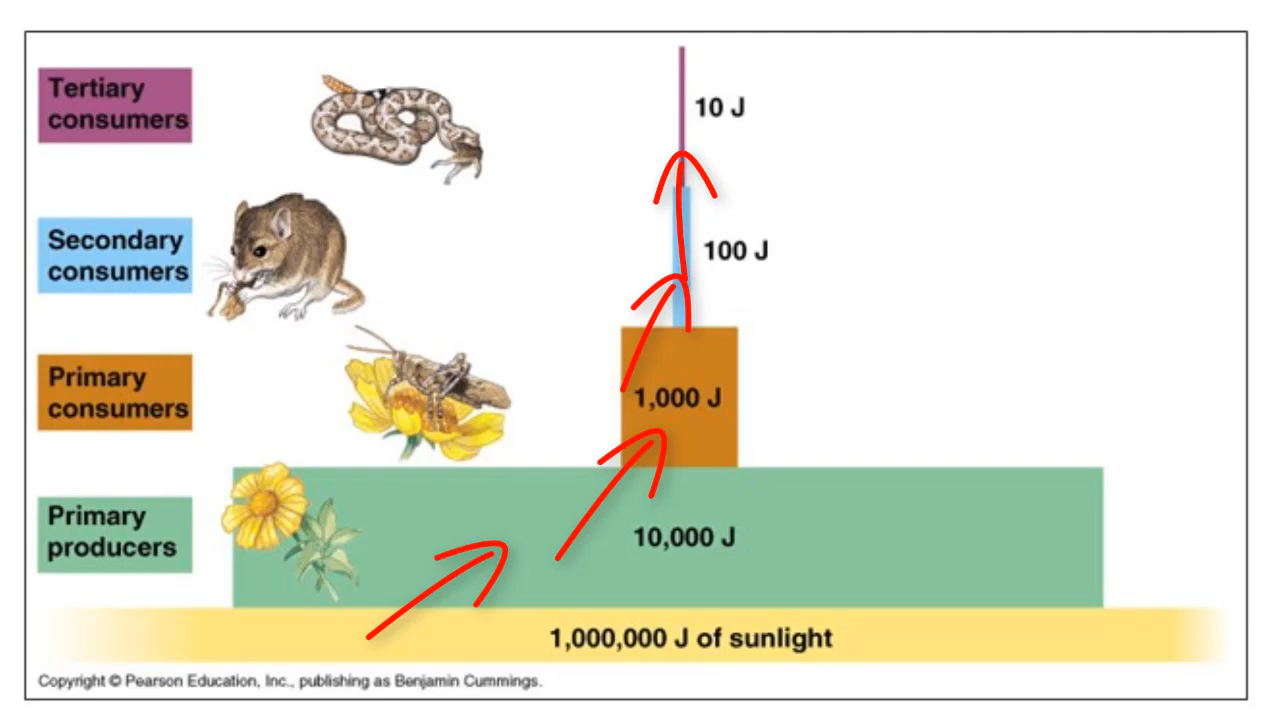 Tertiary
consumers
10 J
Secondary
consumers
100 J
Primary
consumers
1,000 J
Primary
producers
10,000 J
1,000,000 J of sunlight
Copyright © Pearson Education, Inc., publishing as Benjamin Cummings.